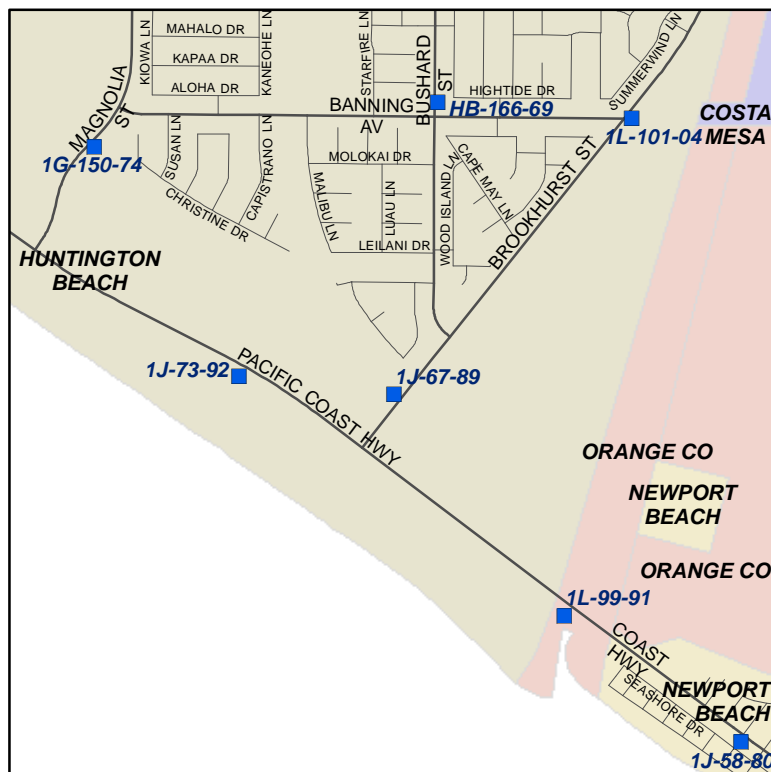 MAHALO DR
KAPAA DR
ALOHA DR
KIOWA LN
KANEOHE LN
STARFIRE LN
BUSHARD ST
HIGHTIDE DR
SUMMERWIND LN
MAGNOLIA ST
BANNING AV
HB-166-69
1L-101-04
COSTA
MESA
1G-150-74
SUSAN LN
CAPISTRANO LN
MOLOKAI DR
MALIBU LN
LUAU LN
WOOD ISLAND LN
CAPE MAY LN
BROOKHURST ST
CHRISTINE DR
LEILANI DR
HUNTINGTON
BEACH
1J-73-92
PACIFIC COAST HWY
1J-67-89
ORANGE CO
NEWPORT
BEACH
ORANGE CO
1L-99-91
COAST
HWY
SEASHORE DR
NEWPORT
BEACH
1J-58-80